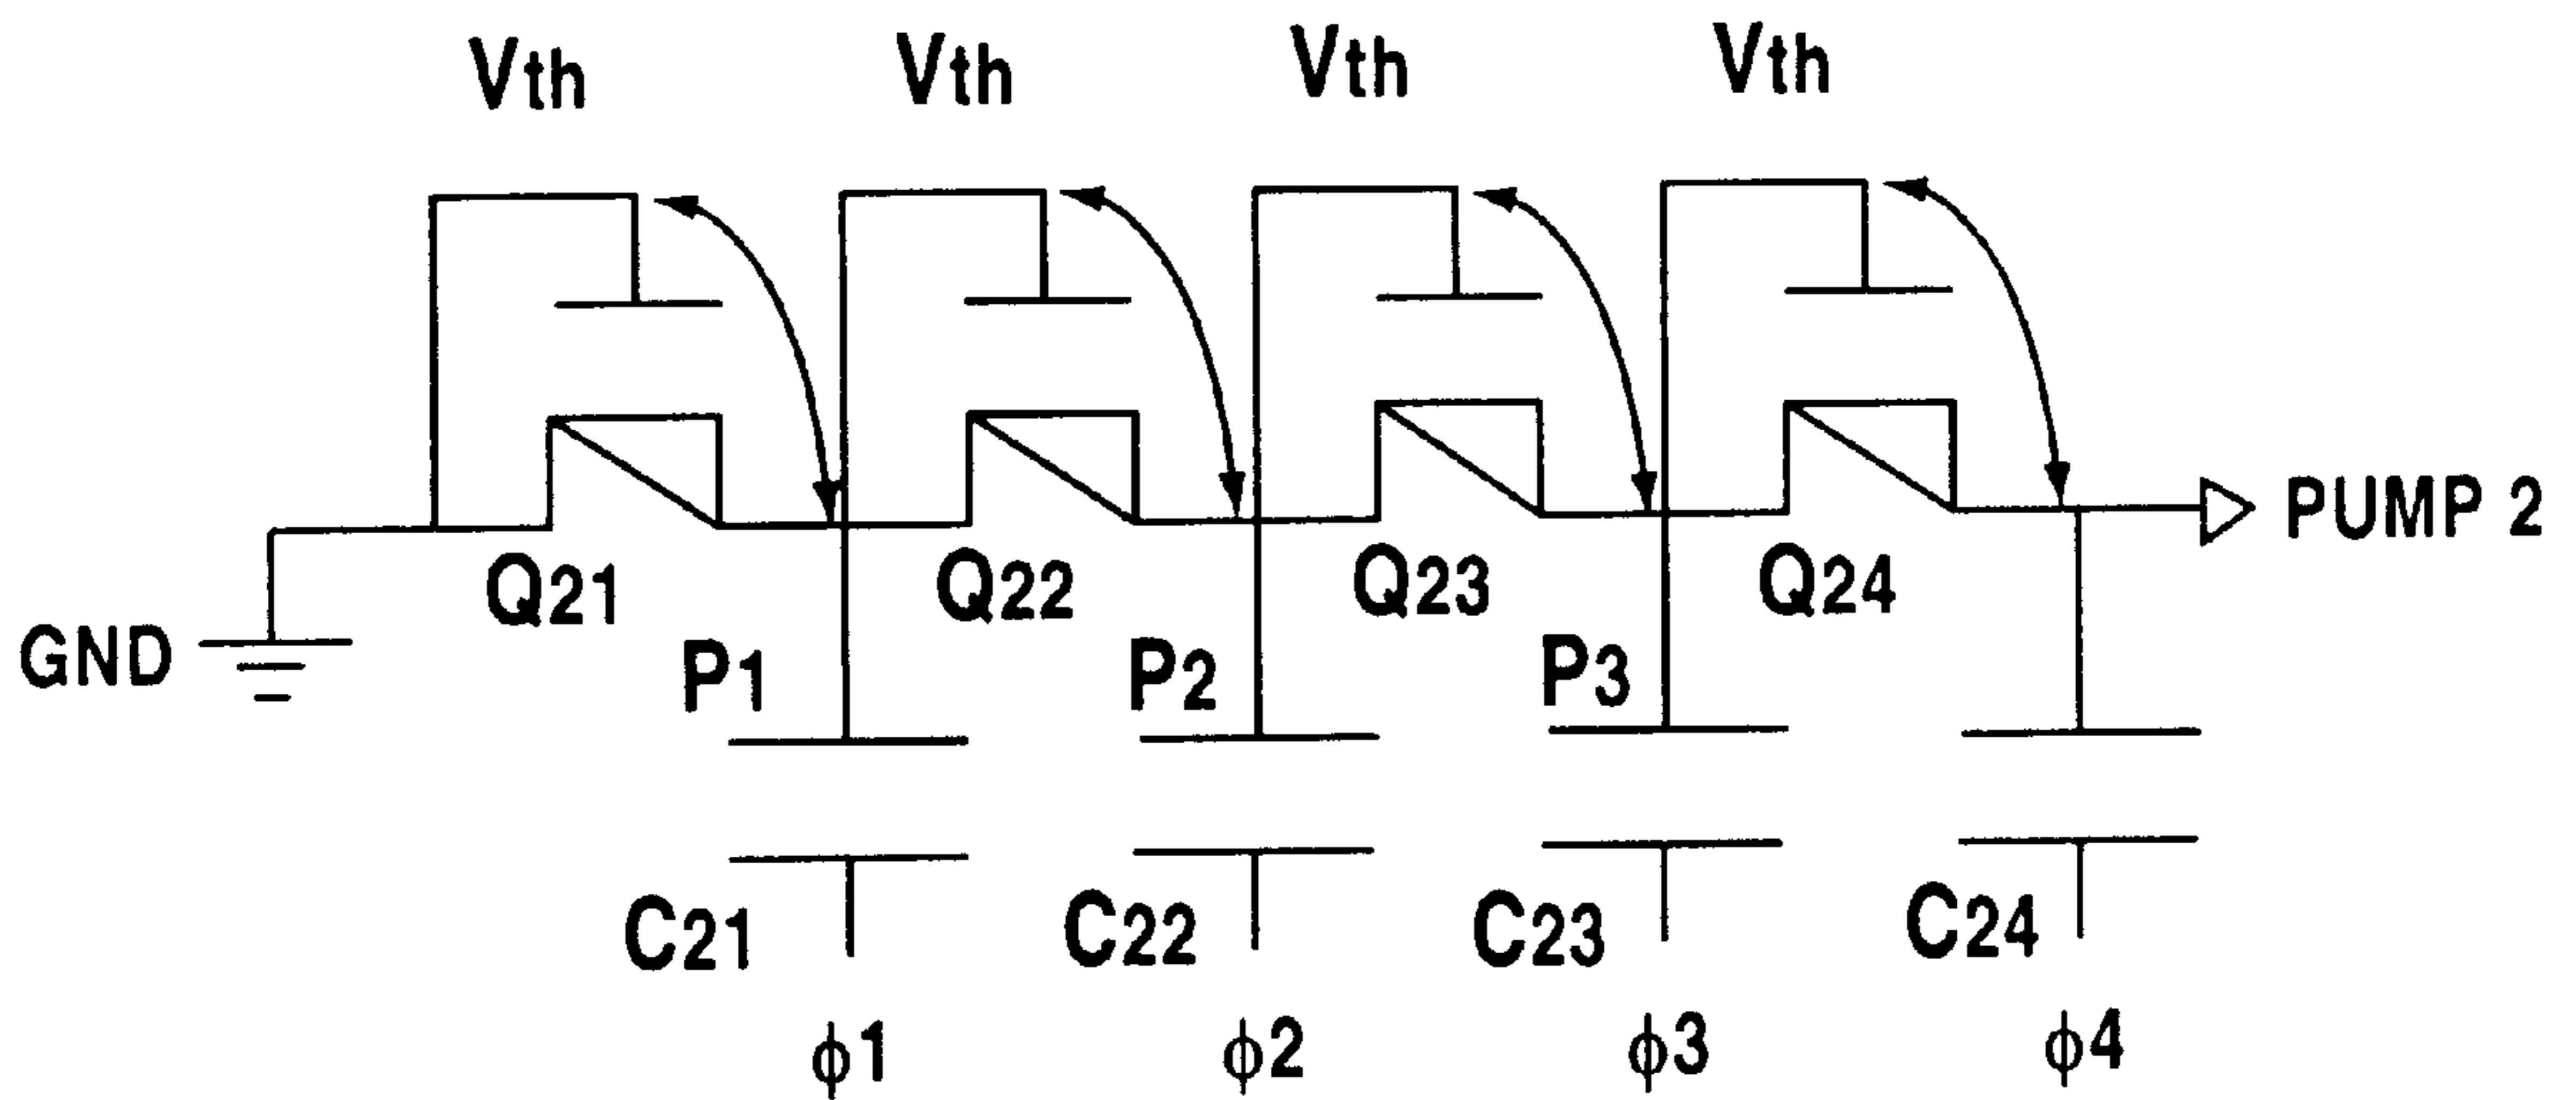 Vth Vth Vth Vth
PUMP 2
Q21 Q22 Q23 Q24
GND
P1 P2 P3
C21 C22 C23 C24
ϕ1 ϕ2 ϕ3 ϕ4